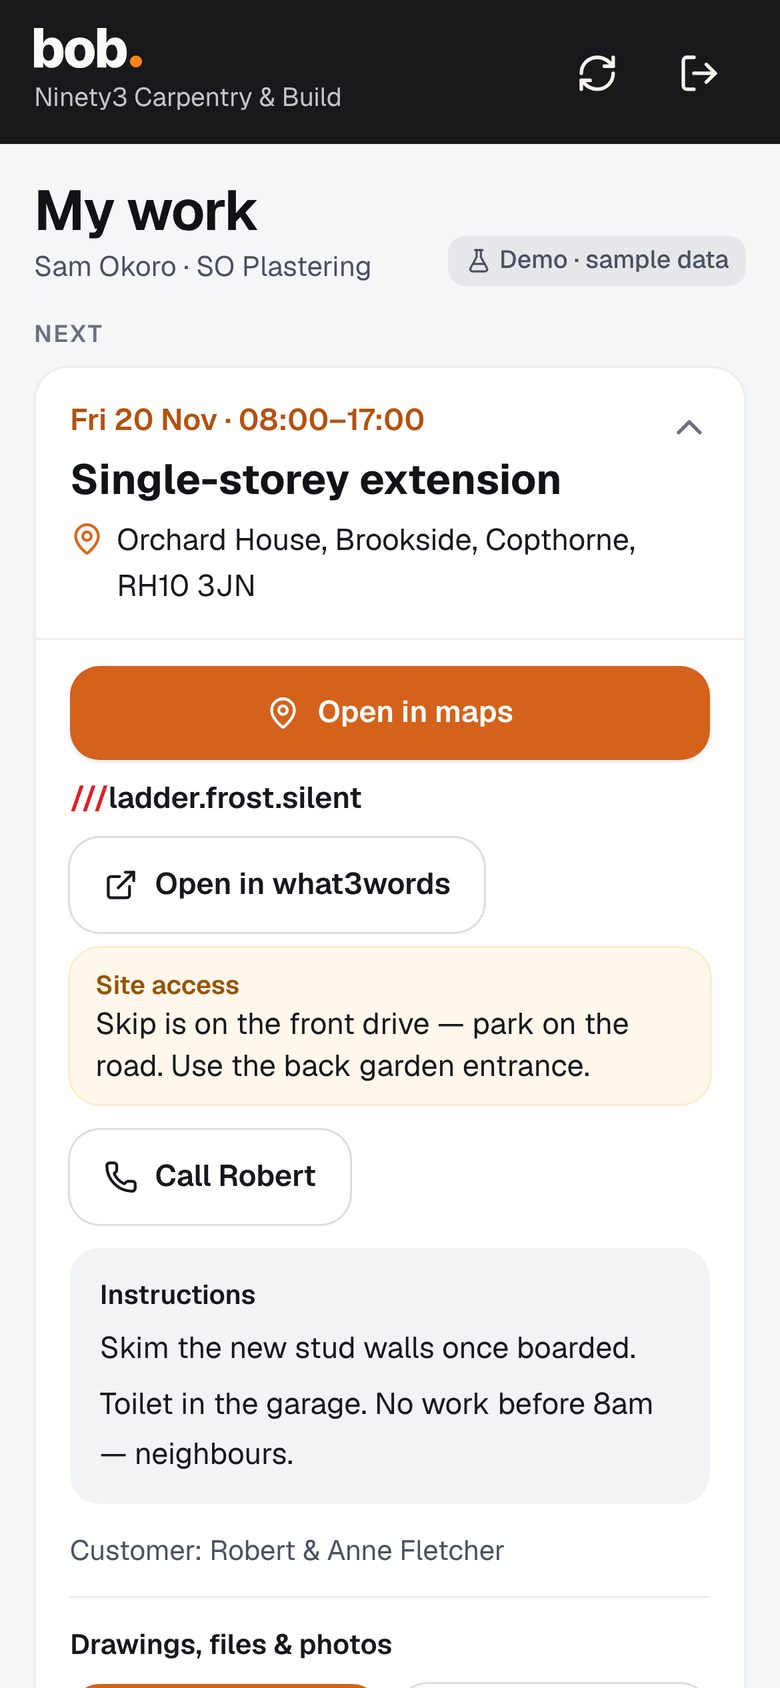 bob.
Ninety3 Carpentry & Build
My work
Sam Okoro · SO Plastering
Demo · sample data
NEXT
Fri 20 Nov · 08:00–17:00
Single-storey extension
Orchard House, Brookside, Copthorne,
RH10 3JN
Open in maps
///ladder.frost.silent
Open in what3words
Site access
Skip is on the front drive — park on the
road. Use the back garden entrance.
Call Robert
Instructions
Skim the new stud walls once boarded.
Toilet in the garage. No work before 8am
— neighbours.
Customer: Robert & Anne Fletcher
Drawings, files & photos